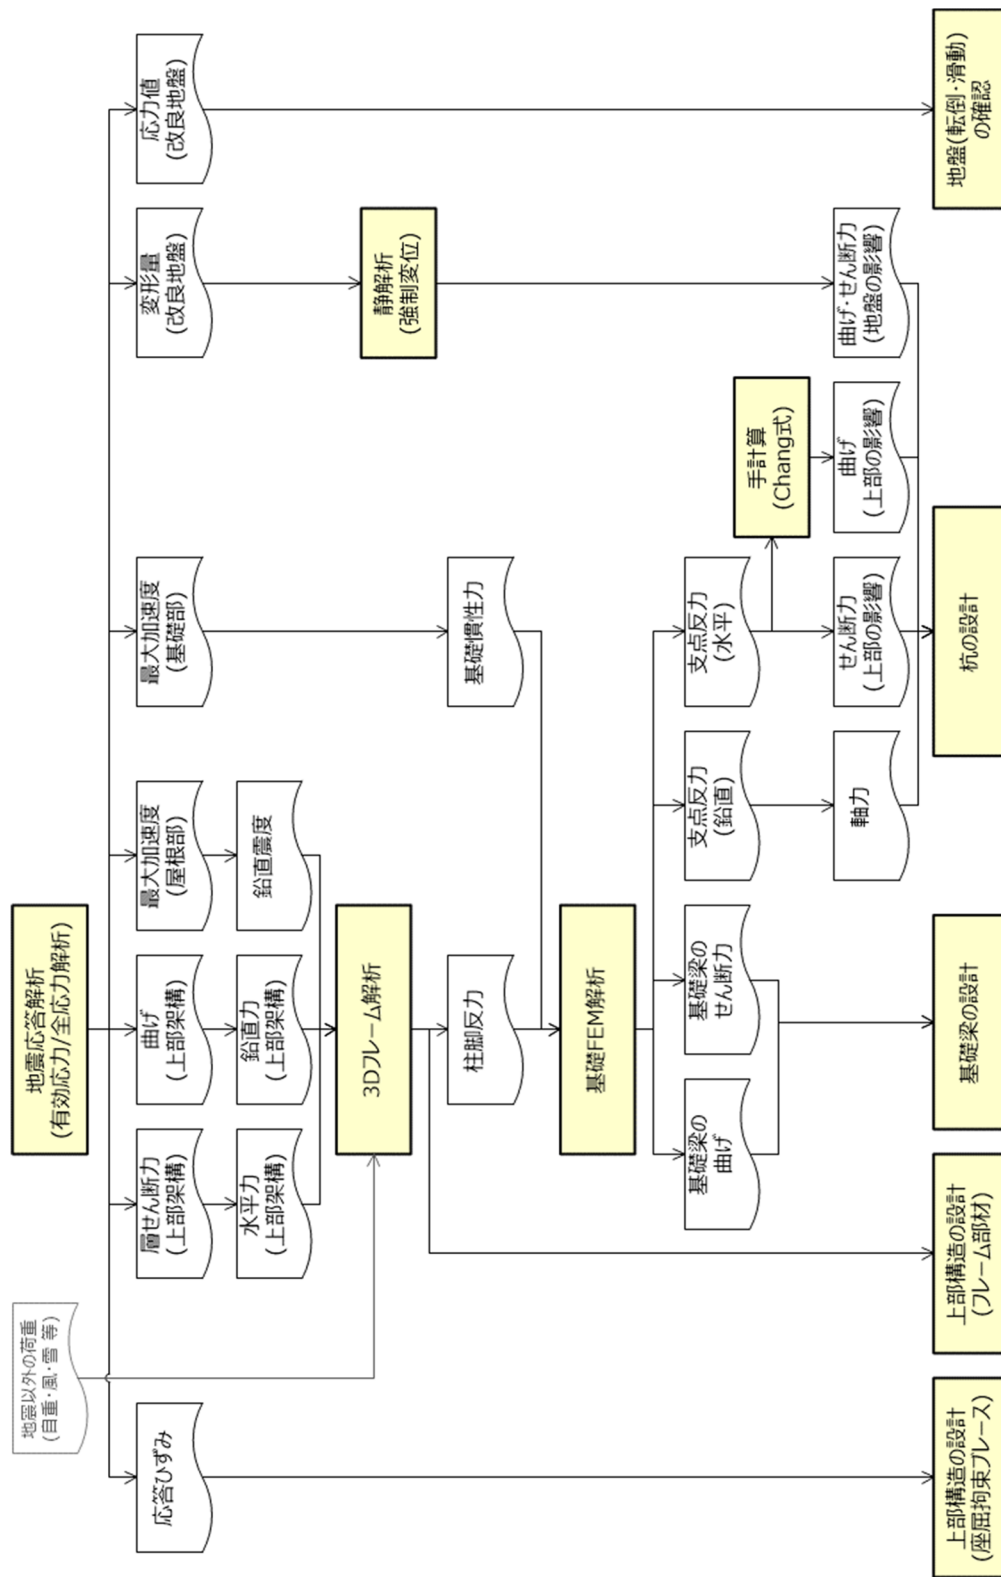 地震応答解析
(有効応力/全応力解析)
地震以外の荷重
(自重・風・雪 等)
応答ひずみ
層せん断力
(上部架構)
曲げ
(上部架構)
最大加速度
(屋根部)
最大加速度
(基礎部)
変形量
(改良地盤)
応力値
(改良地盤)
水平力
(上部架構)
鉛直力
(上部架構)
鉛直震度
3Dフレーム解析
静解析
(強制変位)
柱脚反力
基礎慣性力
基礎FEM解析
基礎梁の
曲げ
基礎梁の
せん断力
支点反力
(鉛直)
支点反力
(水平)
手計算
(Chang式)
軸力
せん断力
(上部の影響)
曲げ
(上部の影響)
曲げ・せん断力
(地盤の影響)
上部構造の設計
(座屈拘束ブレース)
上部構造の設計
(フレーム部材)
基礎梁の設計
杭の設計
地盤(転倒・滑動)
の確認